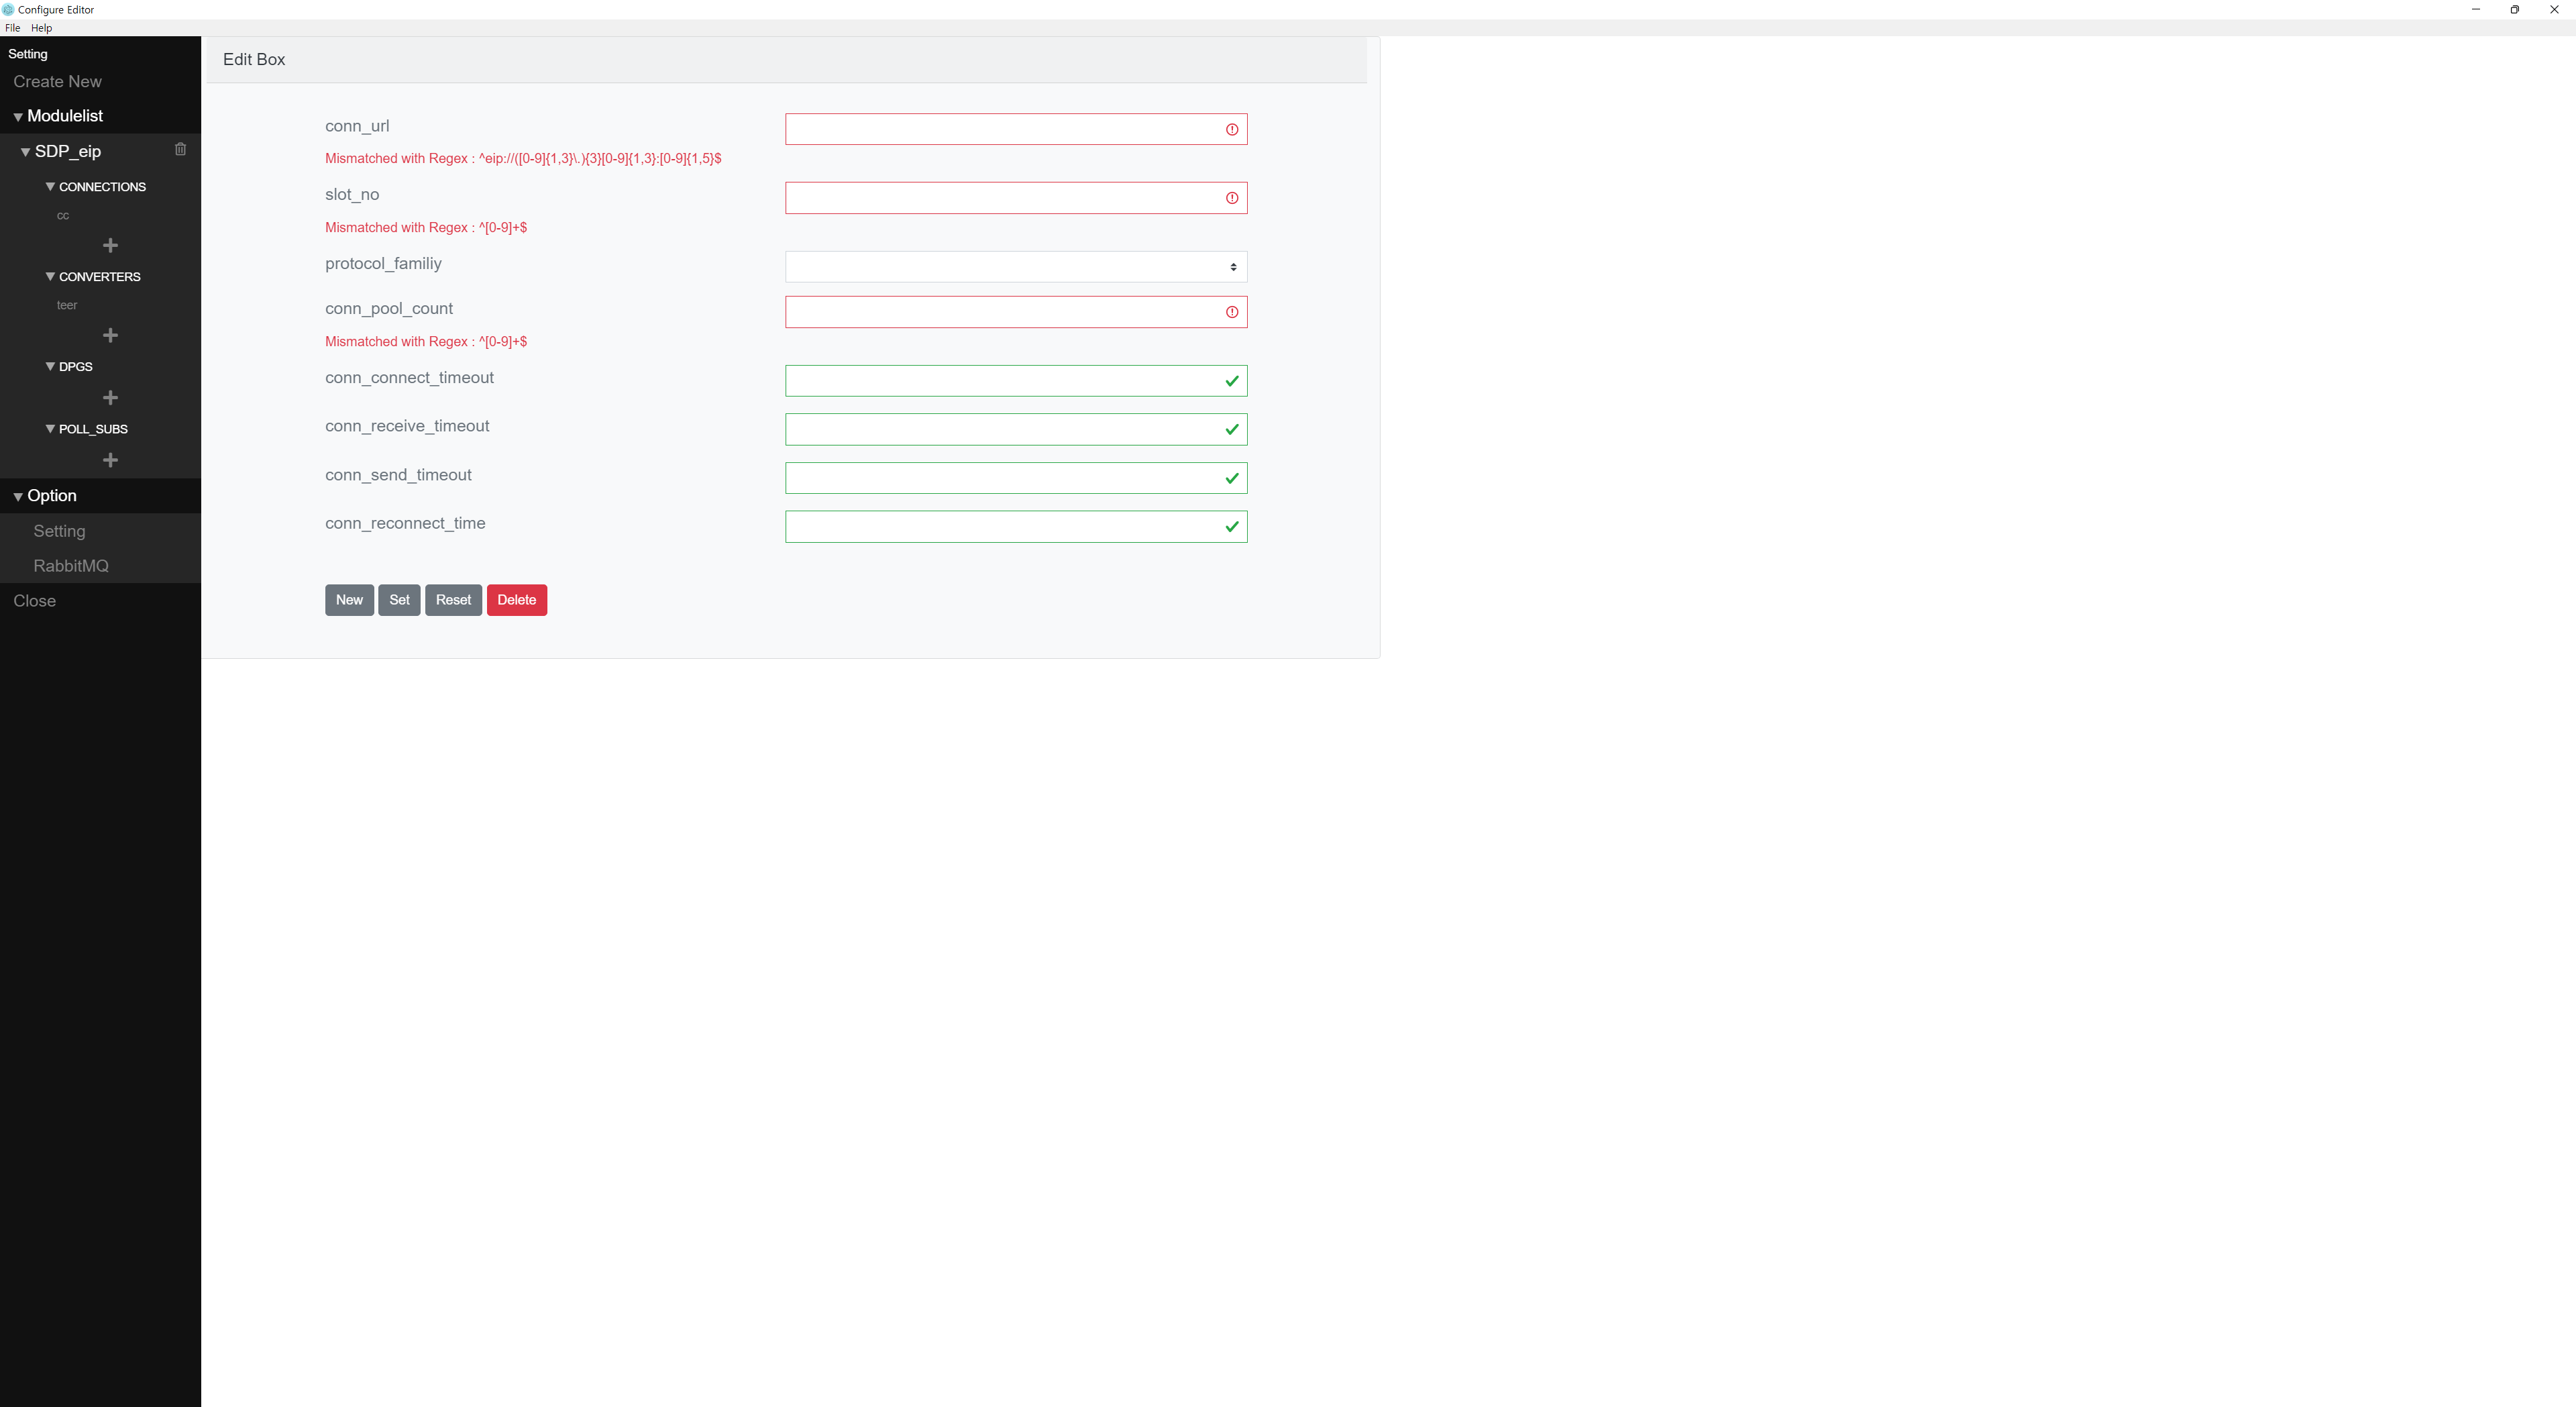 Configure Editor
File Help
Setting
Create New
Modulelist
SDP_eip
CONNECTIONS
cc
CONVERTERS
teer
DPGS
POLL_SUBS
Option
Setting
RabbitMQ
Close
Edit Box
conn_url
Mismatched with Regex : ^eip://([0-9]{1,3}\.){3}[0-9]{1,3}:[0-9]{1,5}$
slot_no
Mismatched with Regex : ^[0-9]+$
protocol_familiy
conn_pool_count
Mismatched with Regex : ^[0-9]+$
conn_connect_timeout
conn_receive_timeout
conn_send_timeout
conn_reconnect_time
New Set Reset Delete